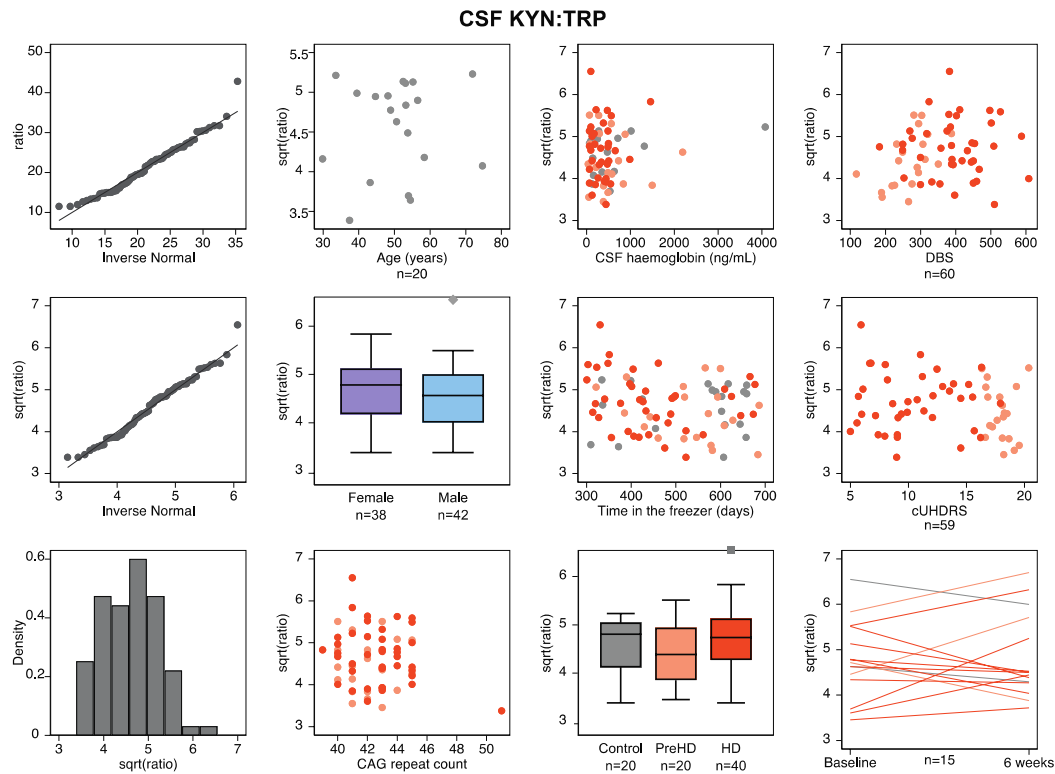 CSF KYN:TRP
50
40
30
20
10
ratio
10 15 20 25 30 35
Inverse Normal
5.5
5
4.5
4
3.5
sqrt(ratio)
30 40 50 60 70 80
Age (years)
n=20
7
6
5
4
3
sqrt(ratio)
0 1000 2000 3000 4000
CSF haemoglobin (ng/mL)
7
6
5
4
3
sqrt(ratio)
100 200 300 400 500 600
DBS
n=60
7
6
5
4
3
sqrt(ratio)
3 4 5 6
Inverse Normal
6
5
4
3
sqrt(ratio)
Female Male
n=38 n=42
7
6
5
4
3
sqrt(ratio)
300 400 500 600 700
Time in the freezer (days)
7
6
5
4
3
sqrt(ratio)
5 10 15 20
cUHDRS
n=59
0.6
0.4
0.2
0
Density
3 4 5 6 7
sqrt(ratio)
7
6
5
4
3
sqrt(ratio)
40 42 44 46 48 50
CAG repeat count
6
5
4
3
sqrt(ratio)
Control PreHD HD
n=20 n=20 n=40
7
6
5
4
3
sqrt(ratio)
Baseline n=15 6 weeks